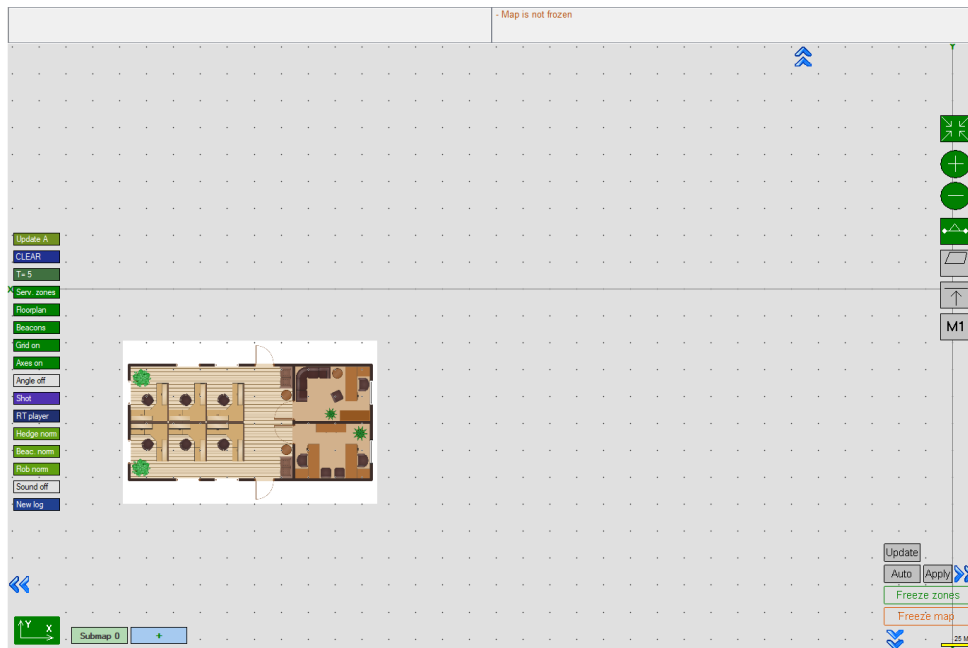 - Map is not frozen
Y
Update A
CLEAR
T= 5
X
Serv. zones
Floorplan
Beacons
Grid on
Axes on
Angle off
Shot
RT player
Hedge norm
Beac. norm
Rob norm
Sound off
New log
M1
Update
Auto
Apply
Freeze zones
Freeze map
Y X
Submap 0
+
25 M